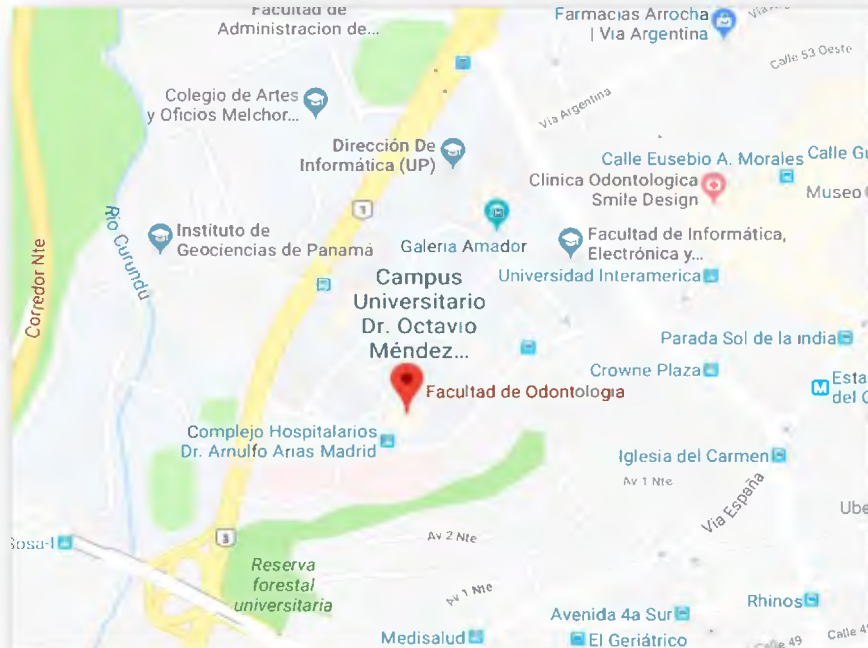 Facultad de
Administracion de...
Farmacias Arrocha
| Via Argentina
Calle 53 Oeste
Colegio de Artes
y Oficios Melchor...
Via Argentina
Dirección De
Informática (UP)
Calle Eusebio A. Morales
Clinica Odontologica
Smile Design
Museo
Rio Curundu
1
Instituto de
Geociencias de Panamá
Galeria Amador
Facultad de Informática,
Electrónica y...
Universidad Interamerica
Corredor Nte
Campus
Universitario
Dr. Octavio
Méndez...
Parada Sol de la india
Crowne Plaza
M
Facultad de Odontologia
Complejo Hospitalarios
Dr. Arnulfo Arias Madrid
Iglesia del Carmen
Av 1 Nte
Via España
3
Av 2 Nte
Reserva
forestal
universitaria
Av 1 Nte
Rhinos
Avenida 4a Sur
Medisalud
El Geriátrico
Calle 49